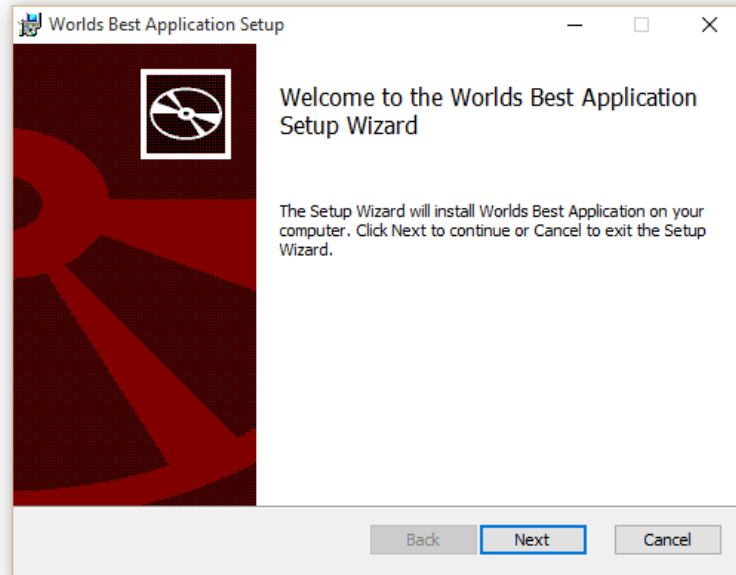 Worlds Best Application Setup
Welcome to the Worlds Best Application
Setup Wizard
The Setup Wizard will install Worlds Best Application on your
computer. Click Next to continue or Cancel to exit the Setup
Wizard.
Back Next Cancel